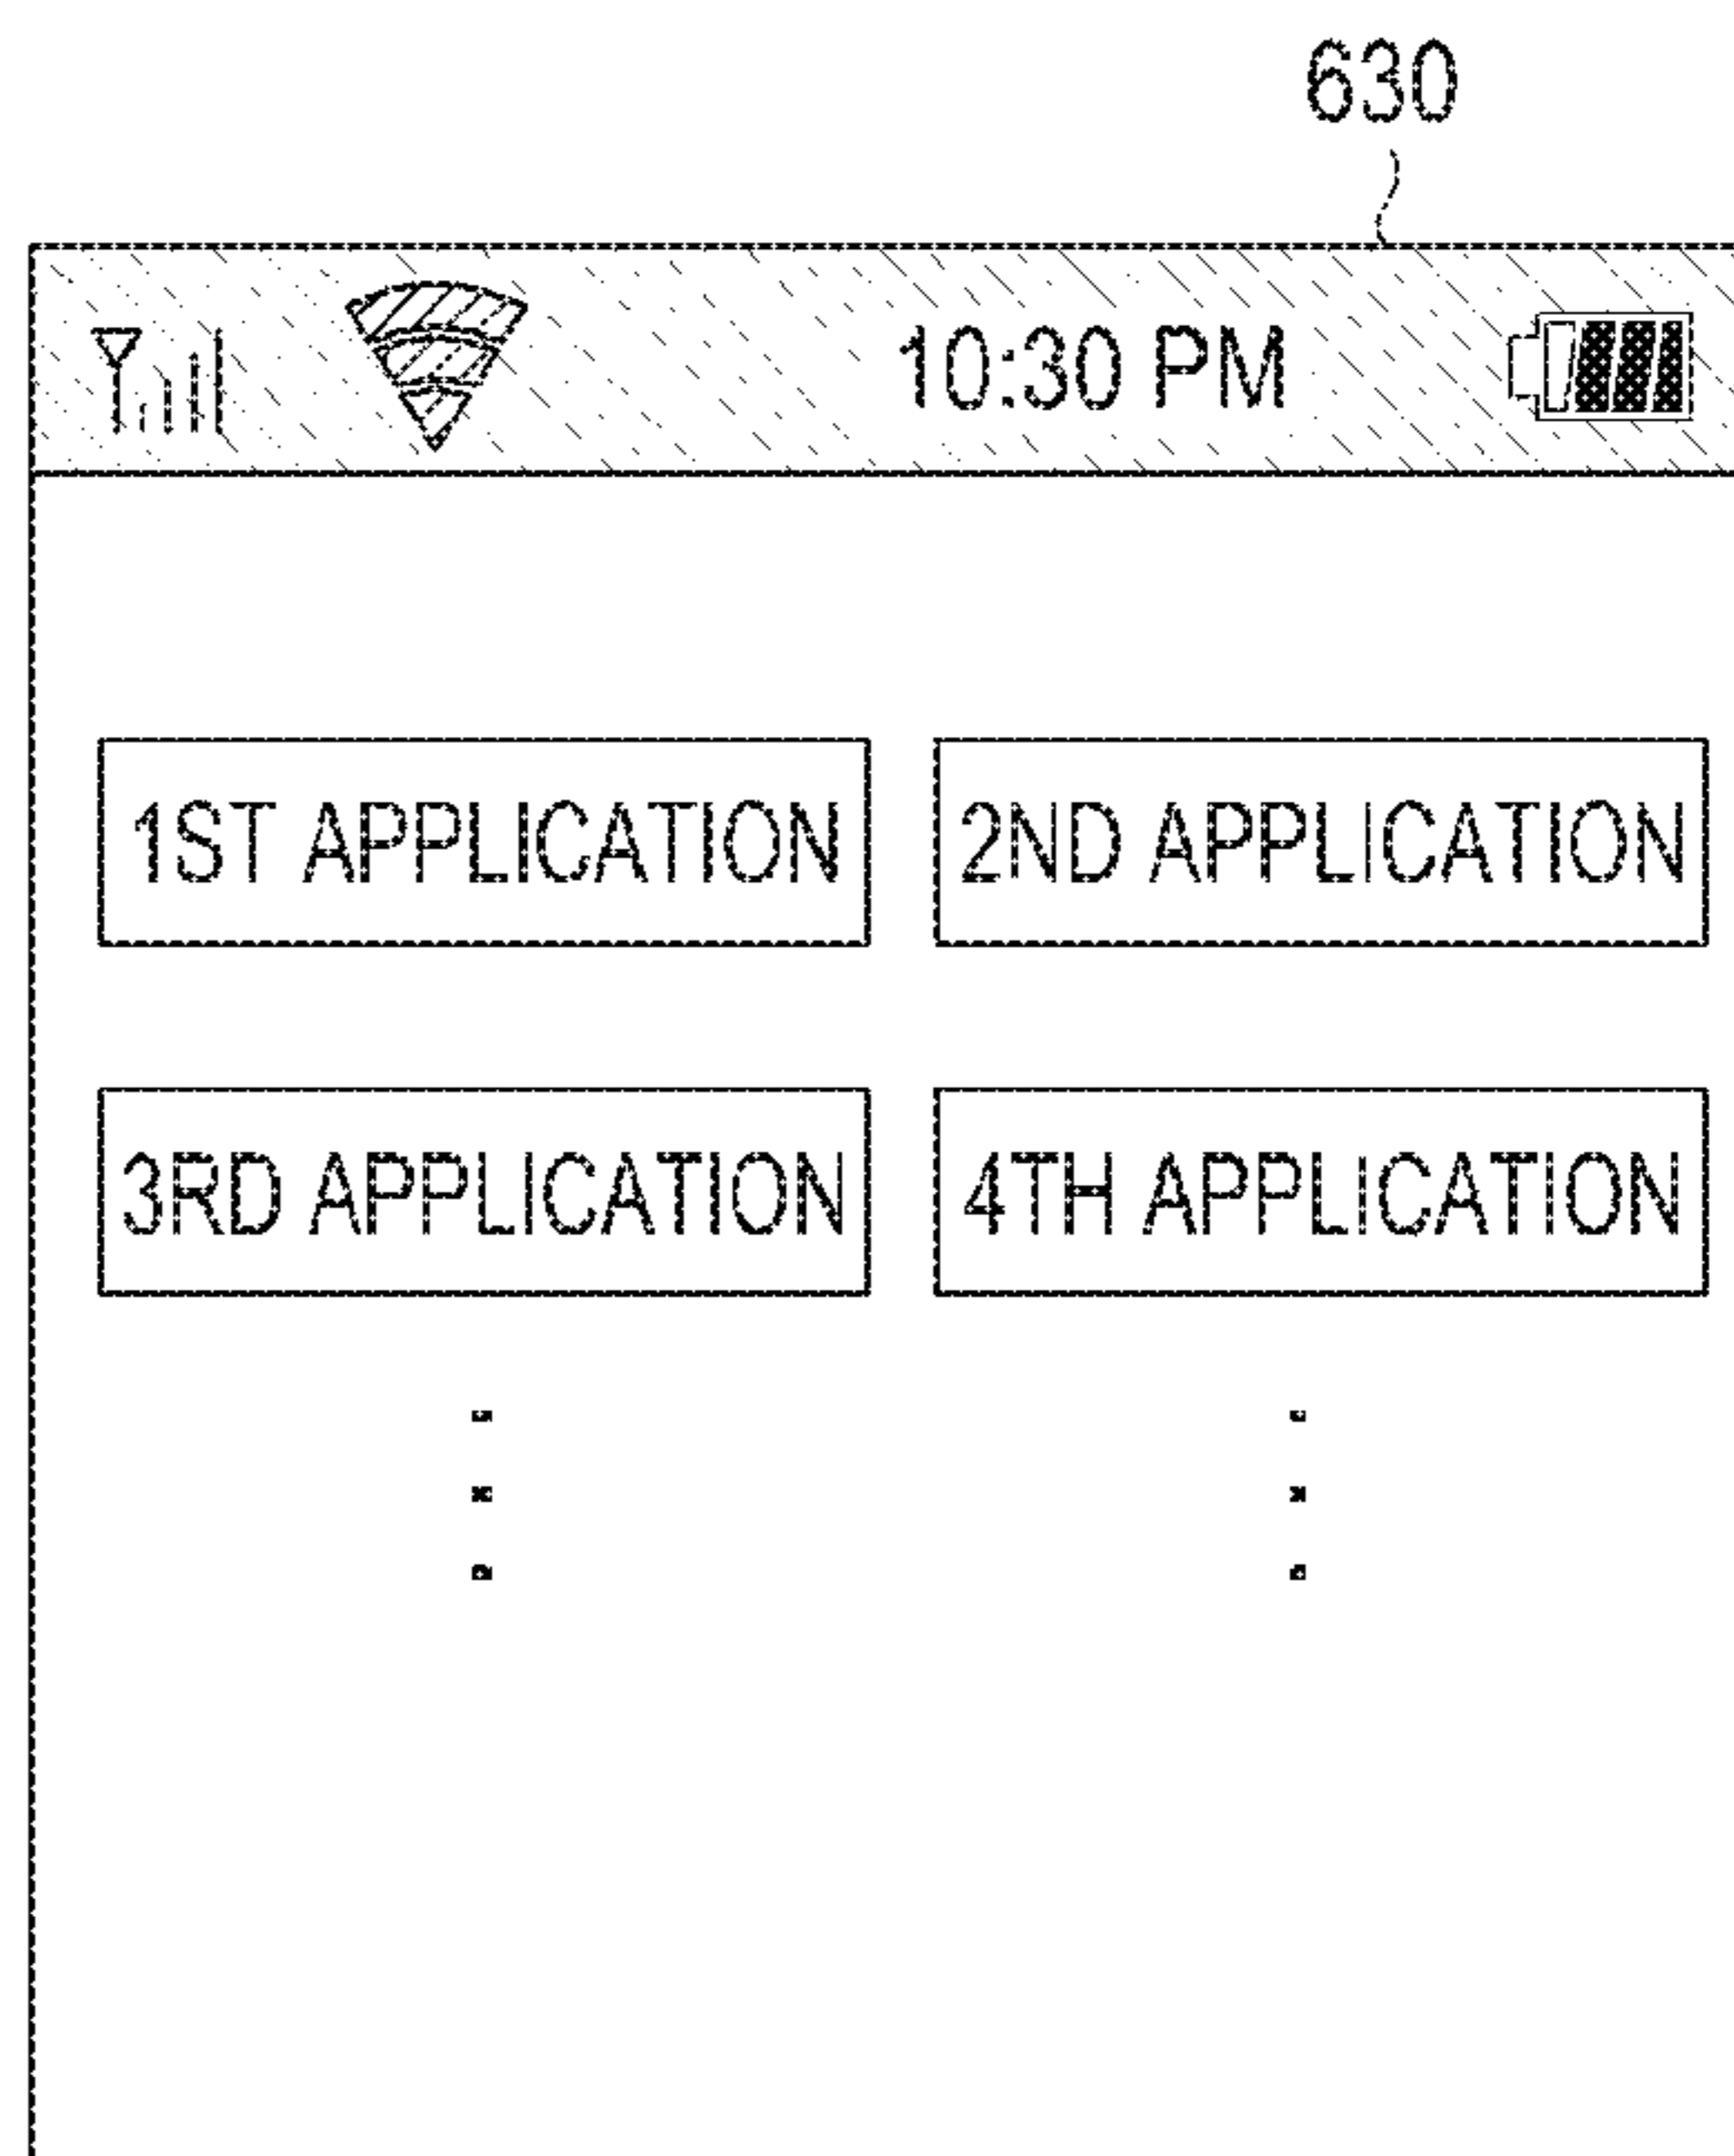 630
10:30 PM
1ST APPLICATION 2ND APPLICATION
3RD APPLICATION 4TH APPLICATION